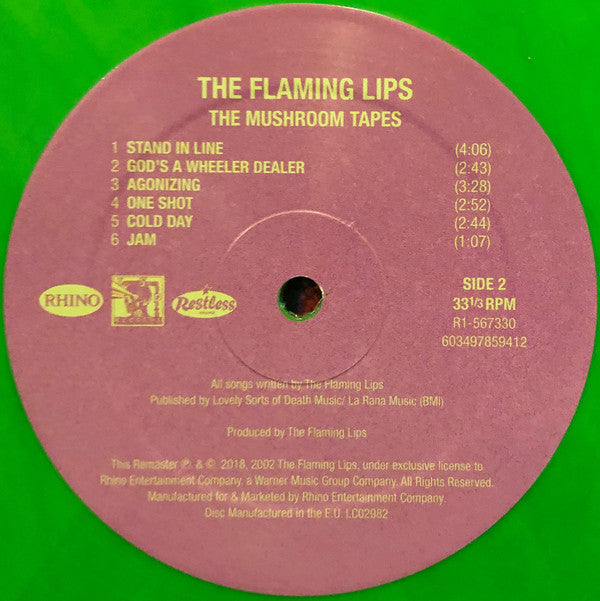 THE FLAMING LIPS
THE MUSHROOM TAPES
1 STAND IN LINE (4:06)
2 GOD'S A WHEELER DEALER (2:43)
3 AGONIZING (3:28)
4 ONE SHOT (2:52)
5 COLD DAY (2:44)
6 JAM (1:07)
RHINO
Restless
SIDE 2
33 1/3 RPM
R1-567330
603497859412
All songs written by The Flaming Lips
Published by Lovely Sorts of Death Music/ La Rana Music (BMI)
Produced by The Flaming Lips
This Remaster ℗ & © 2018, 2002 The Flaming Lips, under exclusive license to
Rhino Entertainment Company, a Warner Music Group Company. All Rights Reserved.
Manufactured for & Marketed by Rhino Entertainment Company.
Disc Manufactured in the E.U. LC02982